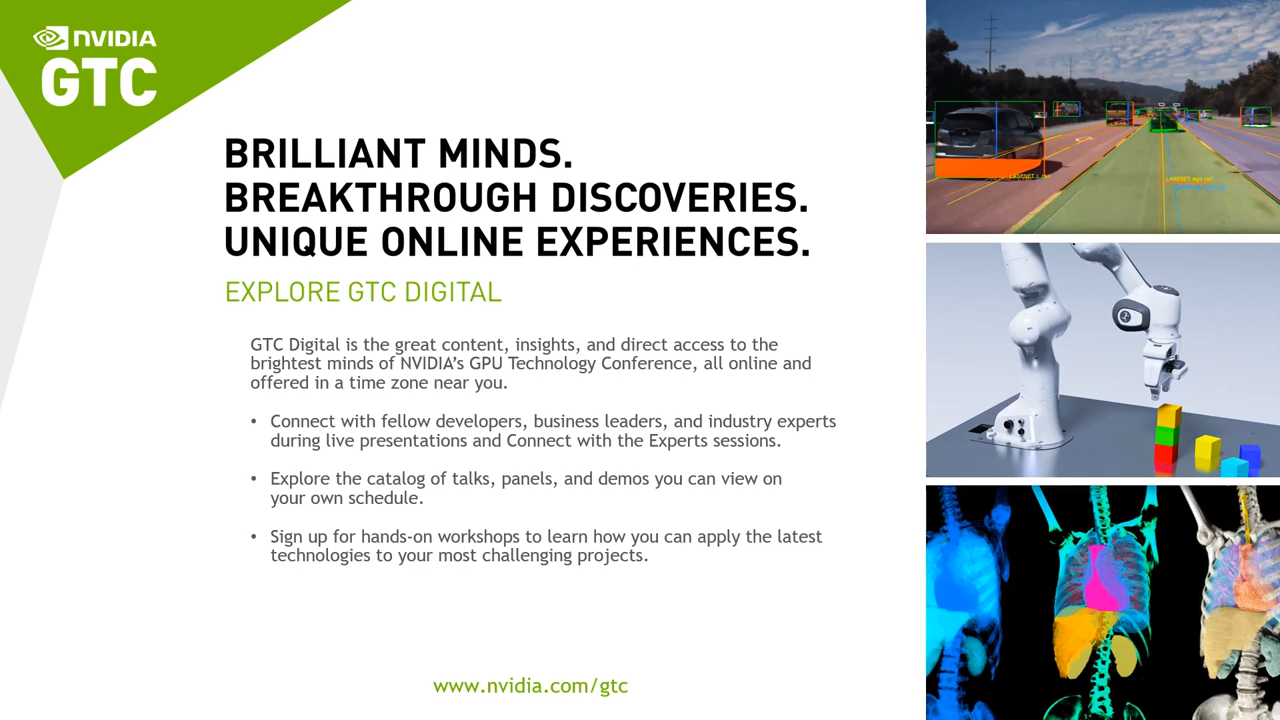 NVIDIA
GTC
BRILLIANT MINDS.
BREAKTHROUGH DISCOVERIES.
UNIQUE ONLINE EXPERIENCES.
EXPLORE GTC DIGITAL
GTC Digital is the great content, insights, and direct access to the
brightest minds of NVIDIA’s GPU Technology Conference, all online and
offered in a time zone near you.
• Connect with fellow developers, business leaders, and industry experts
during live presentations and Connect with the Experts sessions.
• Explore the catalog of talks, panels, and demos you can view on
your own schedule.
• Sign up for hands-on workshops to learn how you can apply the latest
technologies to your most challenging projects.
www.nvidia.com/gtc